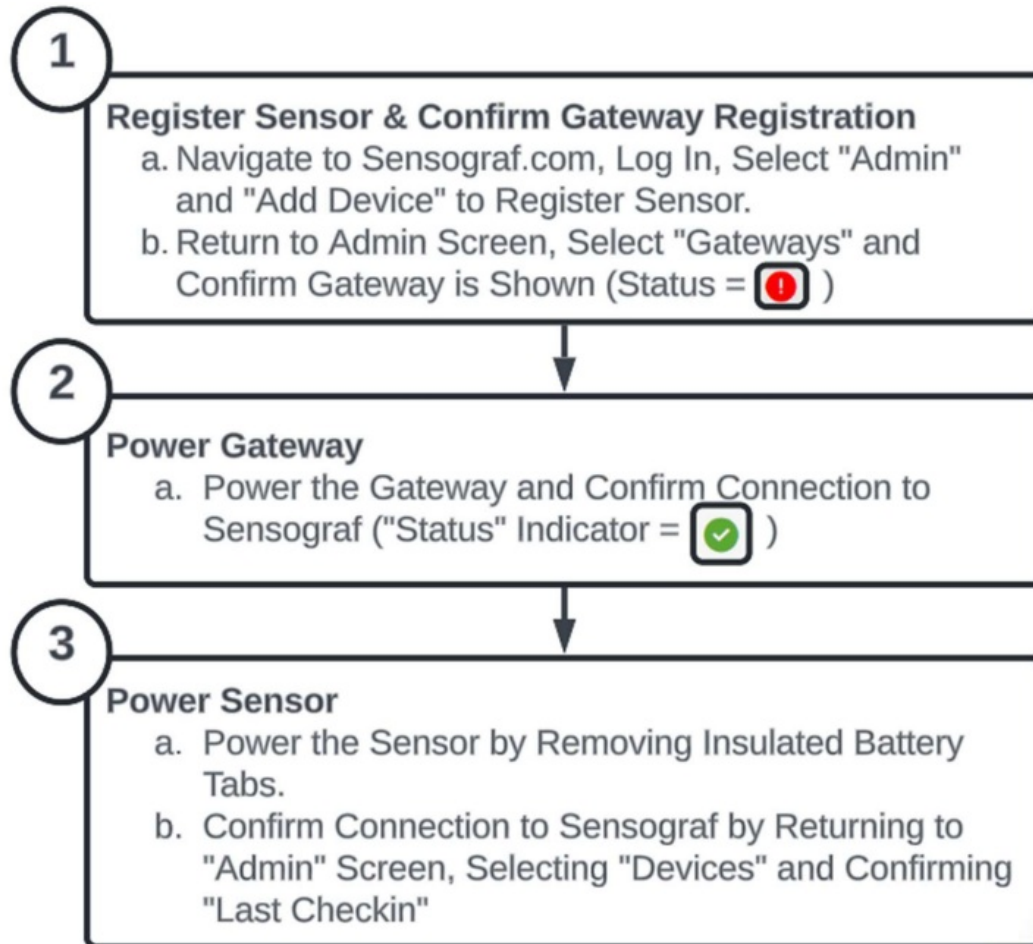 1
Register Sensor & Confirm Gateway Registration
a. Navigate to Sensograf.com, Log In, Select "Admin"
and "Add Device" to Register Sensor.
b. Return to Admin Screen, Select "Gateways" and
Confirm Gateway is Shown (Status = ! )
2
Power Gateway
a. Power the Gateway and Confirm Connection to
Sensograf ("Status" Indicator = )
3
Power Sensor
a. Power the Sensor by Removing Insulated Battery
Tabs.
b. Confirm Connection to Sensograf by Returning to
"Admin" Screen, Selecting "Devices" and Confirming
"Last Checkin"